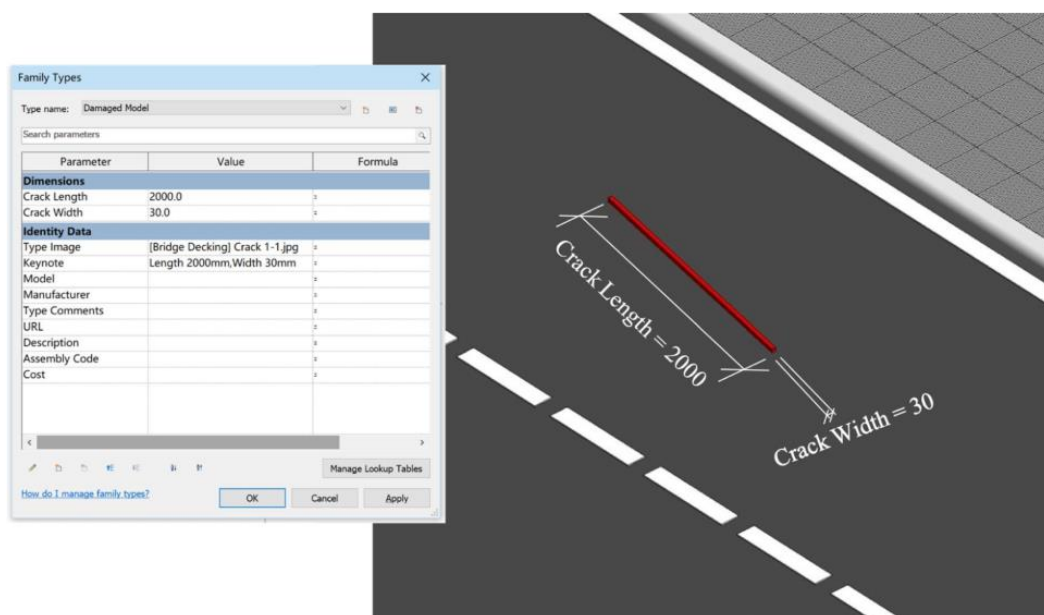 Family Types
Type name: Damaged Model
Search parameters
Parameter Value Formula
Dimensions
Crack Length 2000.0 =
Crack Width 30.0 =
Identity Data
Type Image [Bridge Decking] Crack 1-1.jpg =
Keynote Length 2000mm,Width 30mm =
Model =
Manufacturer =
Type Comments =
URL =
Description =
Assembly Code =
Cost =
Manage Lookup Tables
How do I manage family types?
OK Cancel Apply
Crack Length = 2000
Crack Width = 30